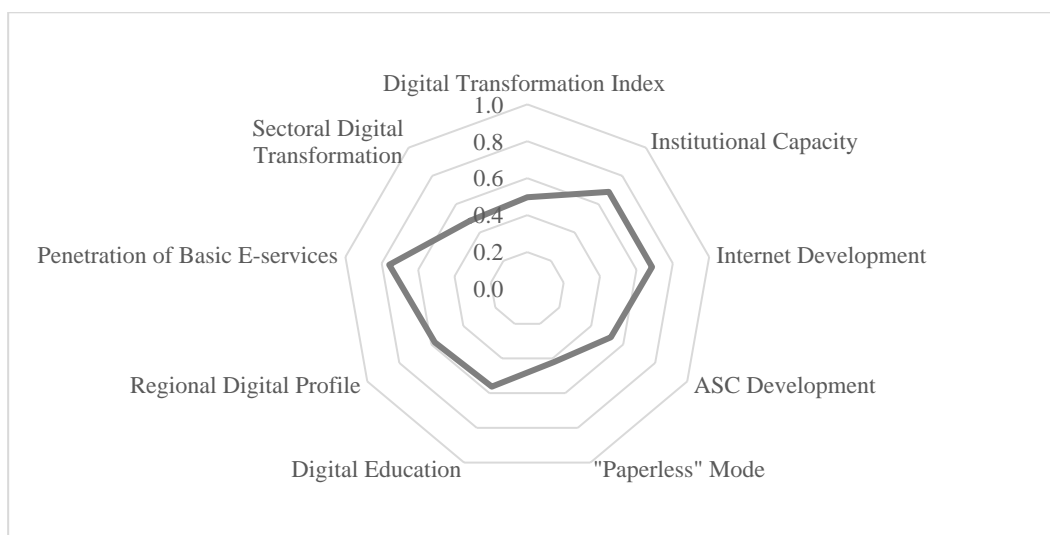 Digital Transformation Index
Institutional Capacity
Internet Development
ASC Development
"Paperless" Mode
Digital Education
Regional Digital Profile
Penetration of Basic E-services
Sectoral Digital
Transformation
1.0
0.8
0.6
0.4
0.2
0.0